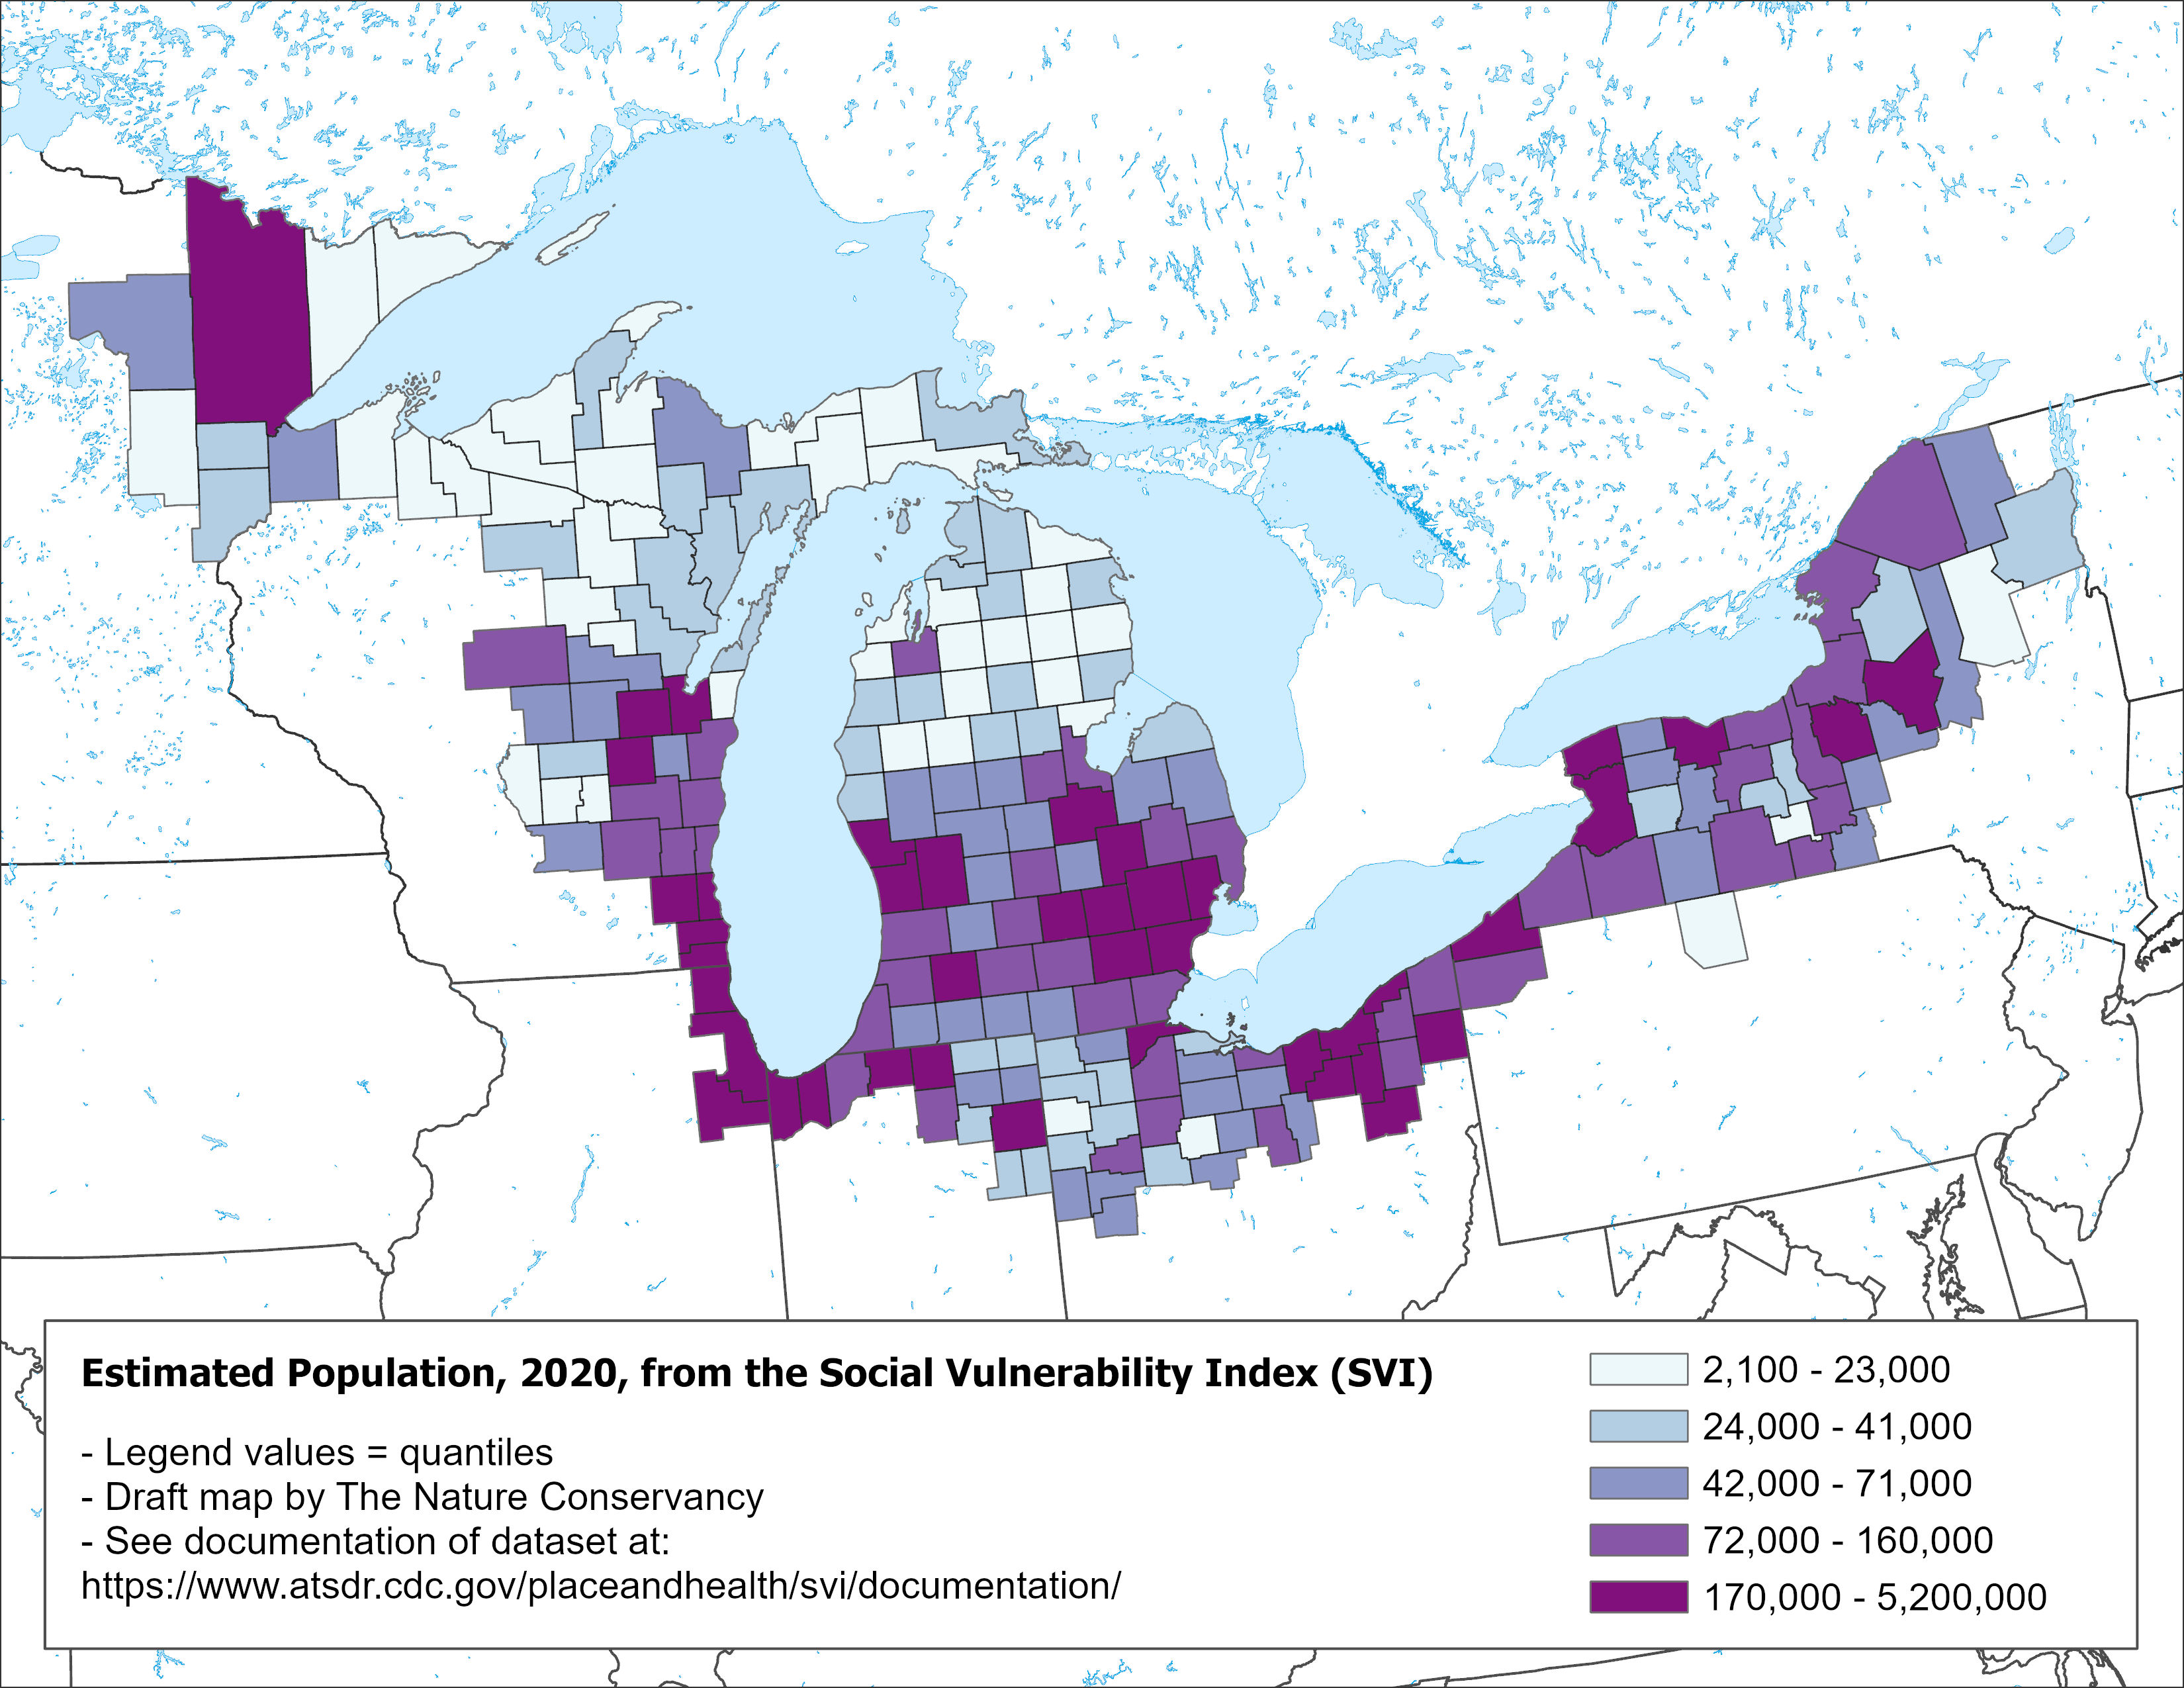 Estimated Population, 2020, from the Social Vulnerability Index (SVI)
- Legend values = quantiles
- Draft map by The Nature Conservancy
- See documentation of dataset at:
https://www.atsdr.cdc.gov/placeandhealth/svi/documentation/
2,100 - 23,000
24,000 - 41,000
42,000 - 71,000
72,000 - 160,000
170,000 - 5,200,000